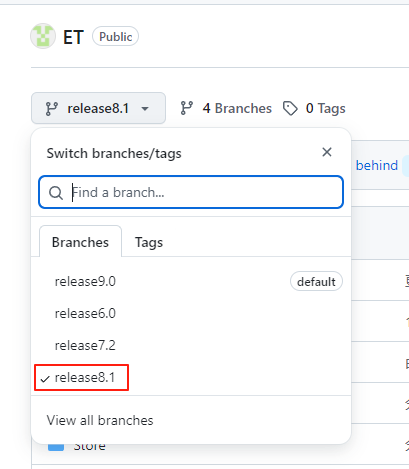 ET Public
release8.1 4 Branches 0 Tags
Switch branches/tags
behind
Find a branch...
Branches Tags
release9.0 default
release6.0
release7.2
release8.1
View all branches
Store